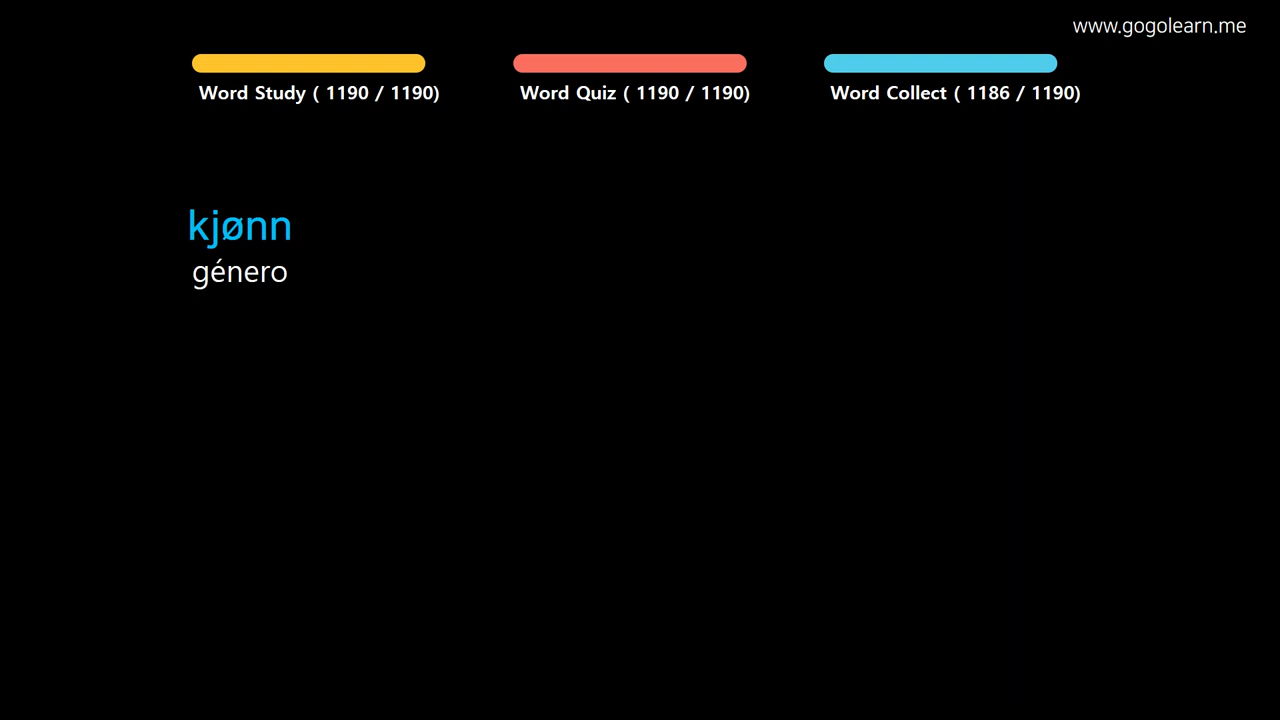 www.gogolearn.me
Word Study ( 1190 / 1190)
Word Quiz ( 1190 / 1190)
Word Collect ( 1186 / 1190)
kjønn
género